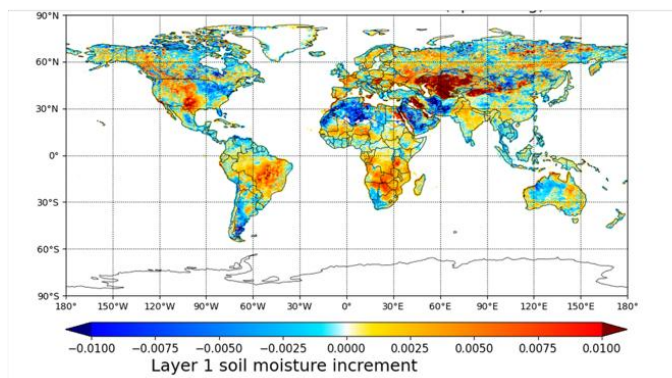 90°N
60°N
30°N
0°
30°S
60°S
90°S
180° 150°W 120°W 90°W 60°W 30°W 0° 30°E 60°E 90°E 120°E 150°E 180°
−0.0100 −0.0075 −0.0050 −0.0025 0.0000 0.0025 0.0050 0.0075 0.0100
Layer 1 soil moisture increment